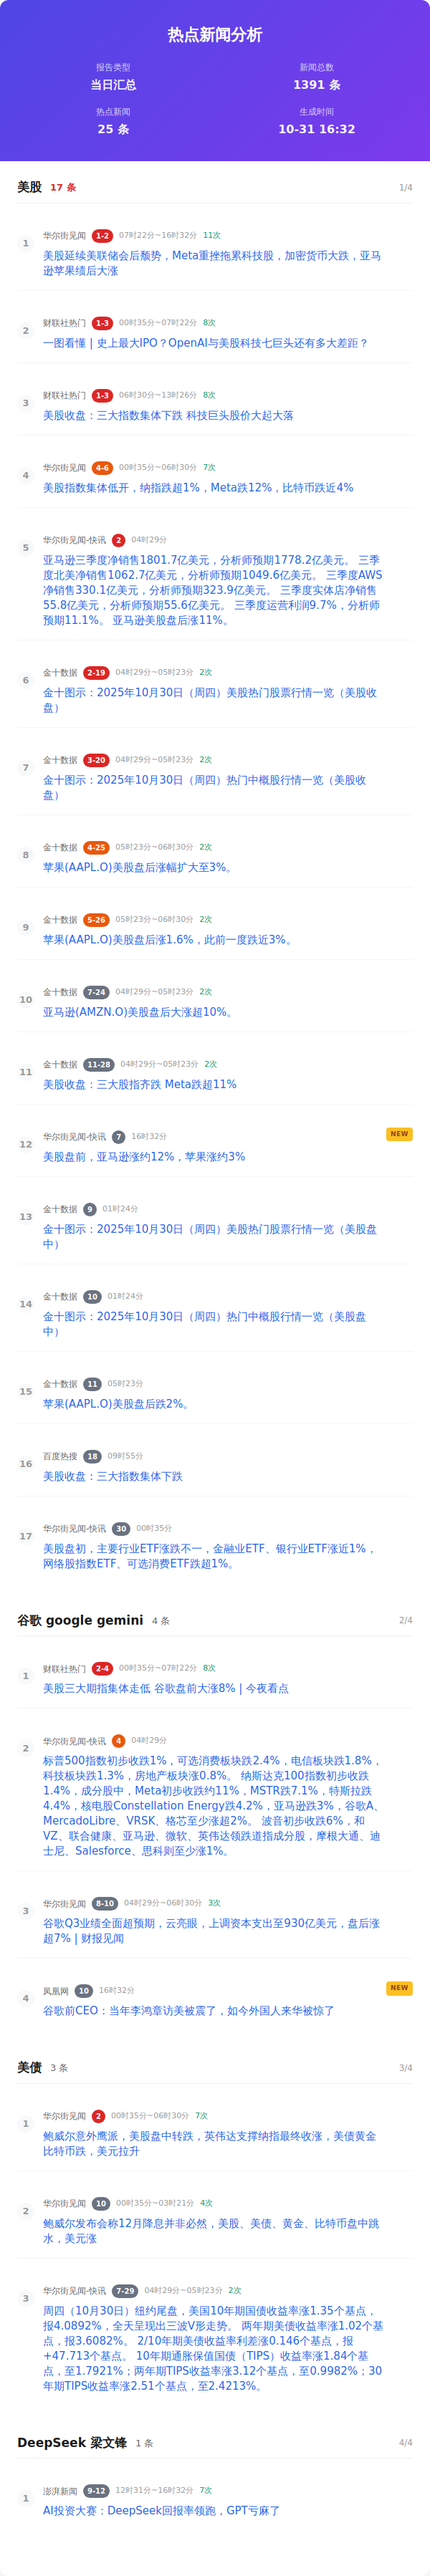 热点新闻分析
报告类型
新闻总数
当日汇总
1391 条
热点新闻
生成时间
25 条
10-31 16:32
美股 17 条 1/4
1
华尔街见闻 1-2 07时22分~16时32分 11次
美股延续美联储会后颓势，Meta重挫拖累科技股，加密货币大跌，亚马
逊苹果绩后大涨
2
财联社热门 1-3 00时35分~07时22分 8次
一图看懂 | 史上最大IPO？OpenAI与美股科技七巨头还有多大差距？
3
财联社热门 1-3 06时30分~13时26分 8次
美股收盘：三大指数集体下跌 科技巨头股价大起大落
4
华尔街见闻 4-6 00时35分~06时30分 7次
美股指数集体低开，纳指跌超1%，Meta跌12%，比特币跌近4%
5
华尔街见闻-快讯 2 04时29分
亚马逊三季度净销售1801.7亿美元，分析师预期1778.2亿美元。 三季
度北美净销售1062.7亿美元，分析师预期1049.6亿美元。 三季度AWS
净销售330.1亿美元，分析师预期323.9亿美元。 三季度实体店净销售
55.8亿美元，分析师预期55.6亿美元。 三季度运营利润9.7%，分析师
预期11.1%。 亚马逊美股盘后涨11%。
6
金十数据 2-19 04时29分~05时23分 2次
金十图示：2025年10月30日（周四）美股热门股票行情一览（美股收
盘）
7
金十数据 3-20 04时29分~05时23分 2次
金十图示：2025年10月30日（周四）热门中概股行情一览（美股收
盘）
8
金十数据 4-25 05时23分~06时30分 2次
苹果(AAPL.O)美股盘后涨幅扩大至3%。
9
金十数据 5-26 05时23分~06时30分 2次
苹果(AAPL.O)美股盘后涨1.6%，此前一度跌近3%。
10
金十数据 7-24 04时29分~05时23分 2次
亚马逊(AMZN.O)美股盘后大涨超10%。
11
金十数据 11-28 04时29分~05时23分 2次
美股收盘：三大股指齐跌 Meta跌超11%
12
华尔街见闻-快讯 7 16时32分 NEW
美股盘前，亚马逊涨约12%，苹果涨约3%
13
金十数据 9 01时24分
金十图示：2025年10月30日（周四）美股热门股票行情一览（美股盘
中）
14
金十数据 10 01时24分
金十图示：2025年10月30日（周四）热门中概股行情一览（美股盘
中）
15
金十数据 11 05时23分
苹果(AAPL.O)美股盘后跌2%。
16
百度热搜 18 09时55分
美股收盘：三大指数集体下跌
17
华尔街见闻-快讯 30 00时35分
美股盘初，主要行业ETF涨跌不一，金融业ETF、银行业ETF涨近1%，
网络股指数ETF、可选消费ETF跌超1%。
谷歌 google gemini 4 条 2/4
1
财联社热门 2-4 00时35分~07时22分 8次
美股三大期指集体走低 谷歌盘前大涨8% | 今夜看点
2
华尔街见闻-快讯 4 04时29分
标普500指数初步收跌1%，可选消费板块跌2.4%，电信板块跌1.8%，
科技板块跌1.3%，房地产板块涨0.8%。 纳斯达克100指数初步收跌
1.4%，成分股中，Meta初步收跌约11%，MSTR跌7.1%，特斯拉跌
4.4%，核电股Constellation Energy跌4.2%，亚马逊跌3%，谷歌A、
MercadoLibre、VRSK、格芯至少涨超2%。 波音初步收跌6%，和
VZ、联合健康、亚马逊、微软、英伟达领跌道指成分股，摩根大通、迪
士尼、Salesforce、思科则至少涨1%。
3
华尔街见闻 8-10 04时29分~06时30分 3次
谷歌Q3业绩全面超预期，云亮眼，上调资本支出至930亿美元，盘后涨
超7% | 财报见闻
4
凤凰网 10 16时32分 NEW
谷歌前CEO：当年李鸿章访美被震了，如今外国人来华被惊了
美债 3 条 3/4
1
华尔街见闻 2 00时35分~06时30分 7次
鲍威尔意外鹰派，美股盘中转跌，英伟达支撑纳指最终收涨，美债黄金
比特币跌，美元拉升
2
华尔街见闻 10 00时35分~03时21分 4次
鲍威尔发布会称12月降息并非必然，美股、美债、黄金、比特币盘中跳
水，美元涨
3
华尔街见闻-快讯 7-29 04时29分~05时23分 2次
周四（10月30日）纽约尾盘，美国10年期国债收益率涨1.35个基点，
报4.0892%，全天呈现出三波V形走势。 两年期美债收益率涨1.02个基
点，报3.6082%。 2/10年期美债收益率利差涨0.146个基点，报
+47.713个基点。 10年期通胀保值国债（TIPS）收益率涨1.84个基
点，至1.7921%；两年期TIPS收益率涨3.12个基点，至0.9982%；30
年期TIPS收益率涨2.51个基点，至2.4213%。
DeepSeek 梁文锋 1 条 4/4
1
澎湃新闻 9-12 12时31分~16时32分 7次
AI投资大赛：DeepSeek回报率领跑，GPT亏麻了